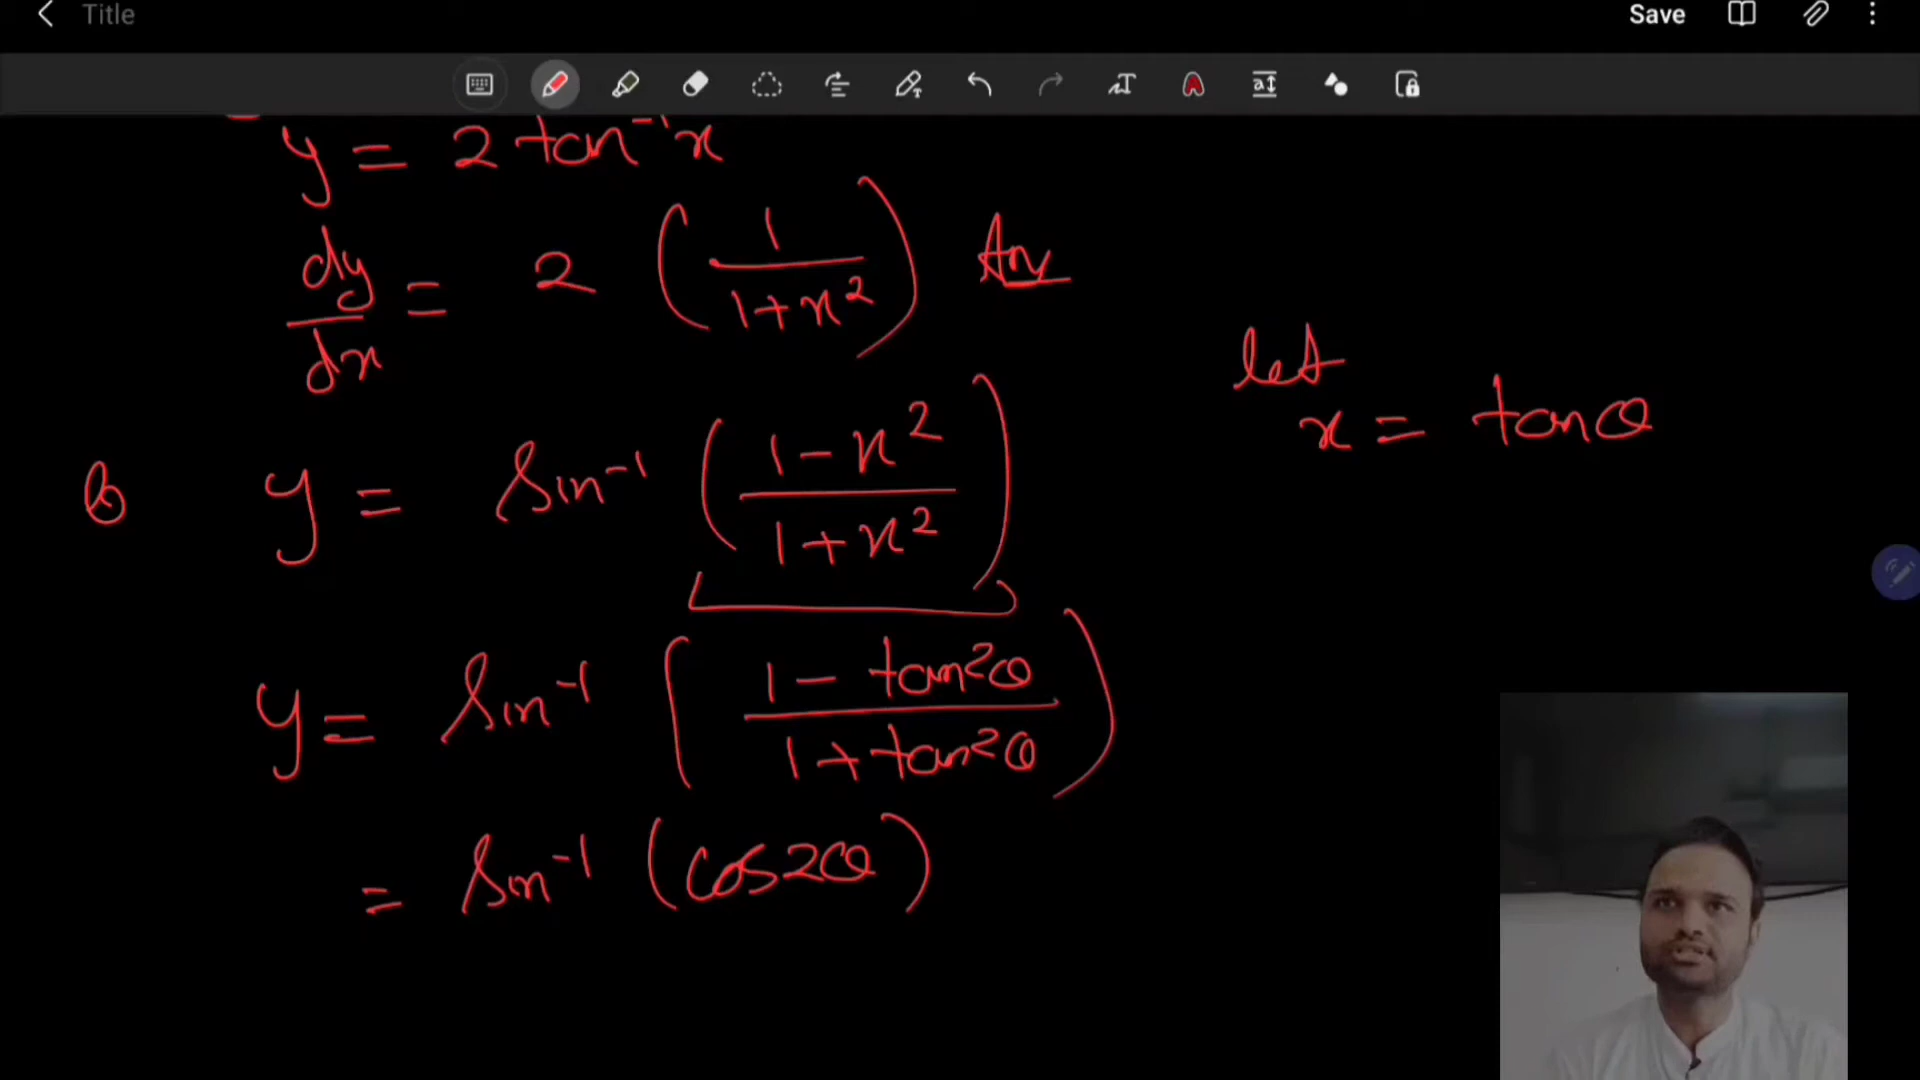 Title
Save
y = 2 tan⁻¹x
dy/dx = 2 (1/(1+x²)) Ans
let
x = tanθ
Q y = Sin⁻¹ ((1-x²)/(1+x²))
y = Sin⁻¹ [(1 - tan²θ)/(1 + tan²θ))
= Sin⁻¹ (cos2θ)